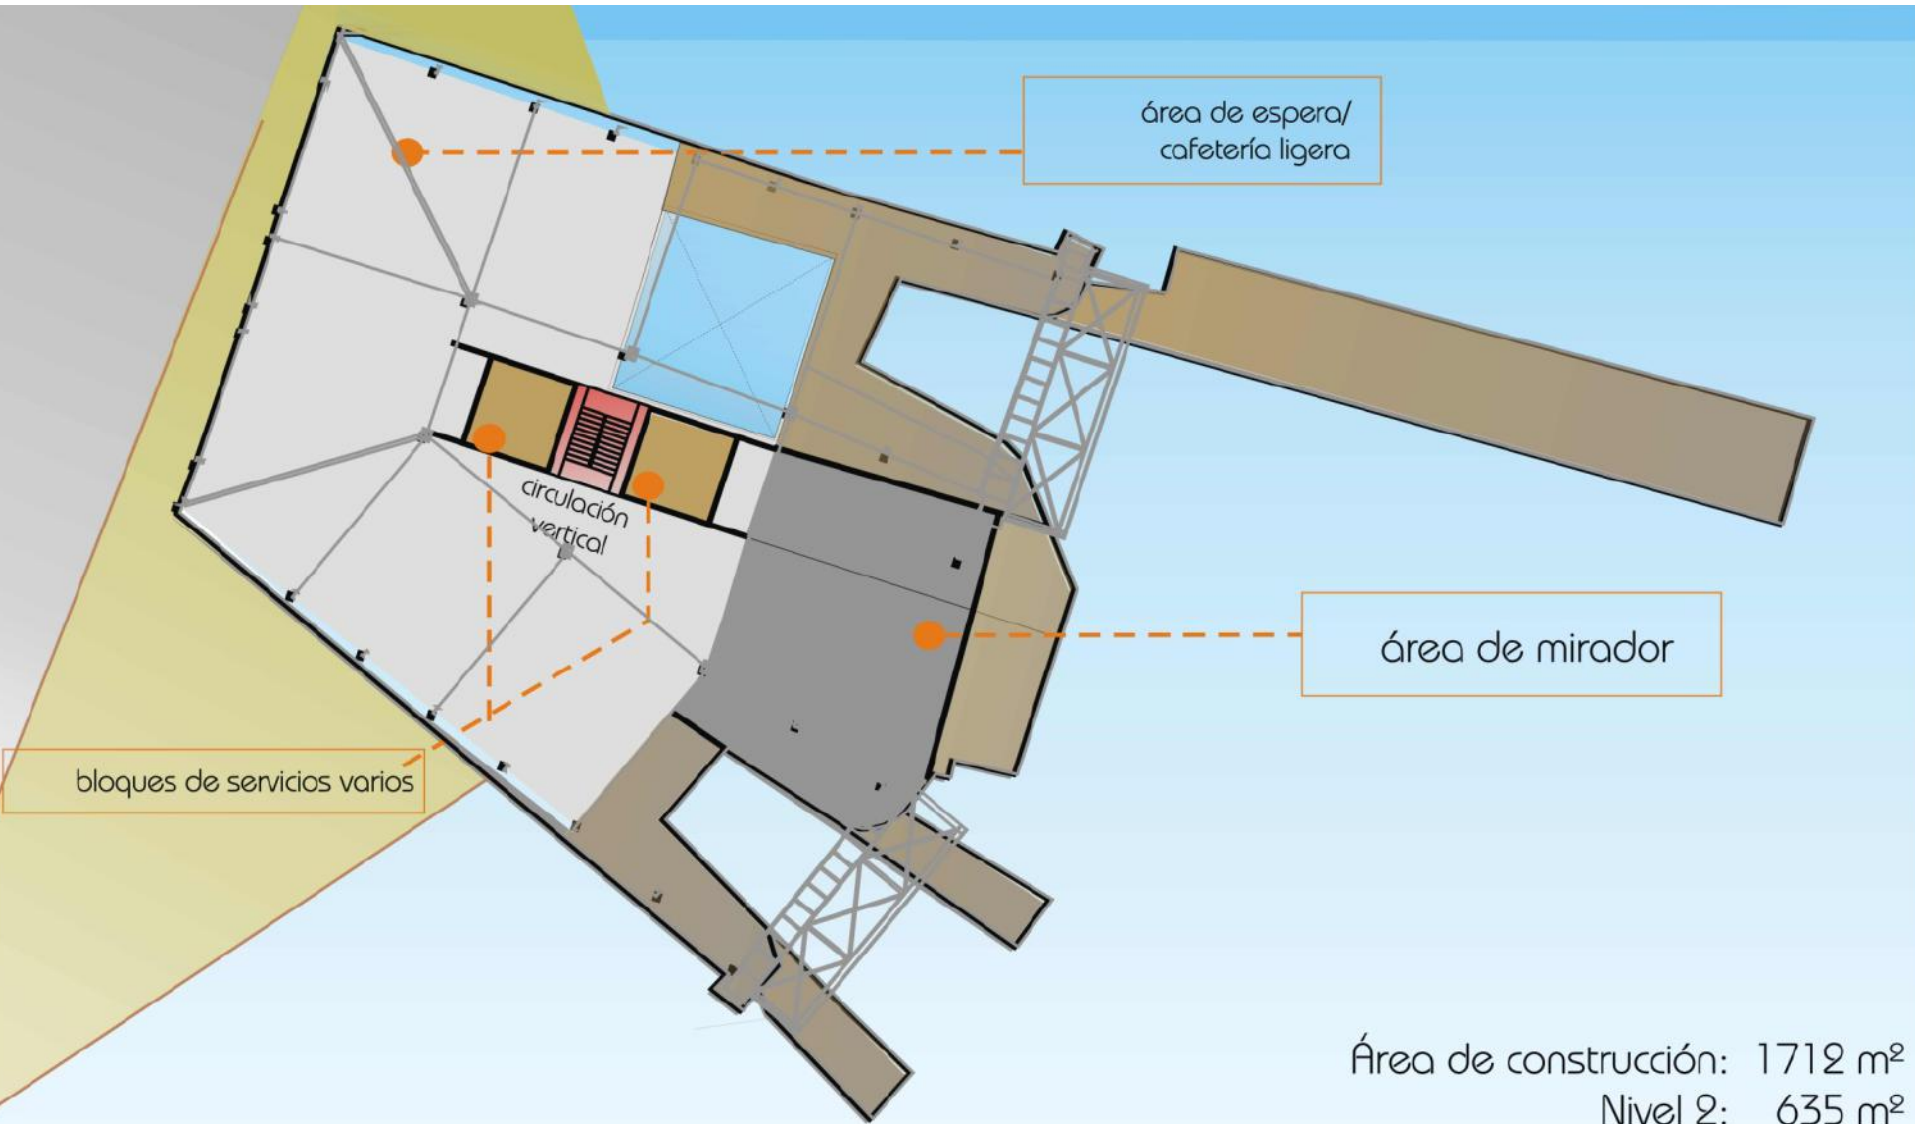 área de espera/
cafetería ligera
circulación
vertical
área de mirador
bloques de servicios varios
Área de construcción: 1712 m²
Nivel 2: 635 m²